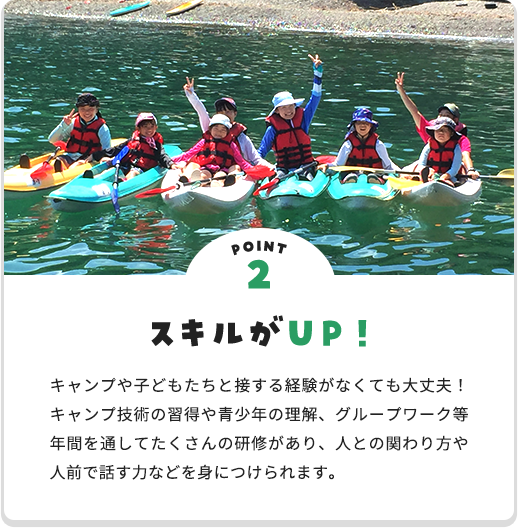 POINT
2
スキルがUP！
キャンプや子どもたちと接する経験がなくても大丈夫！
キャンプ技術の習得や青少年の理解、グループワーク等
年間を通してたくさんの研修があり、人との関わり方や
人前で話す力などを身につけられます。